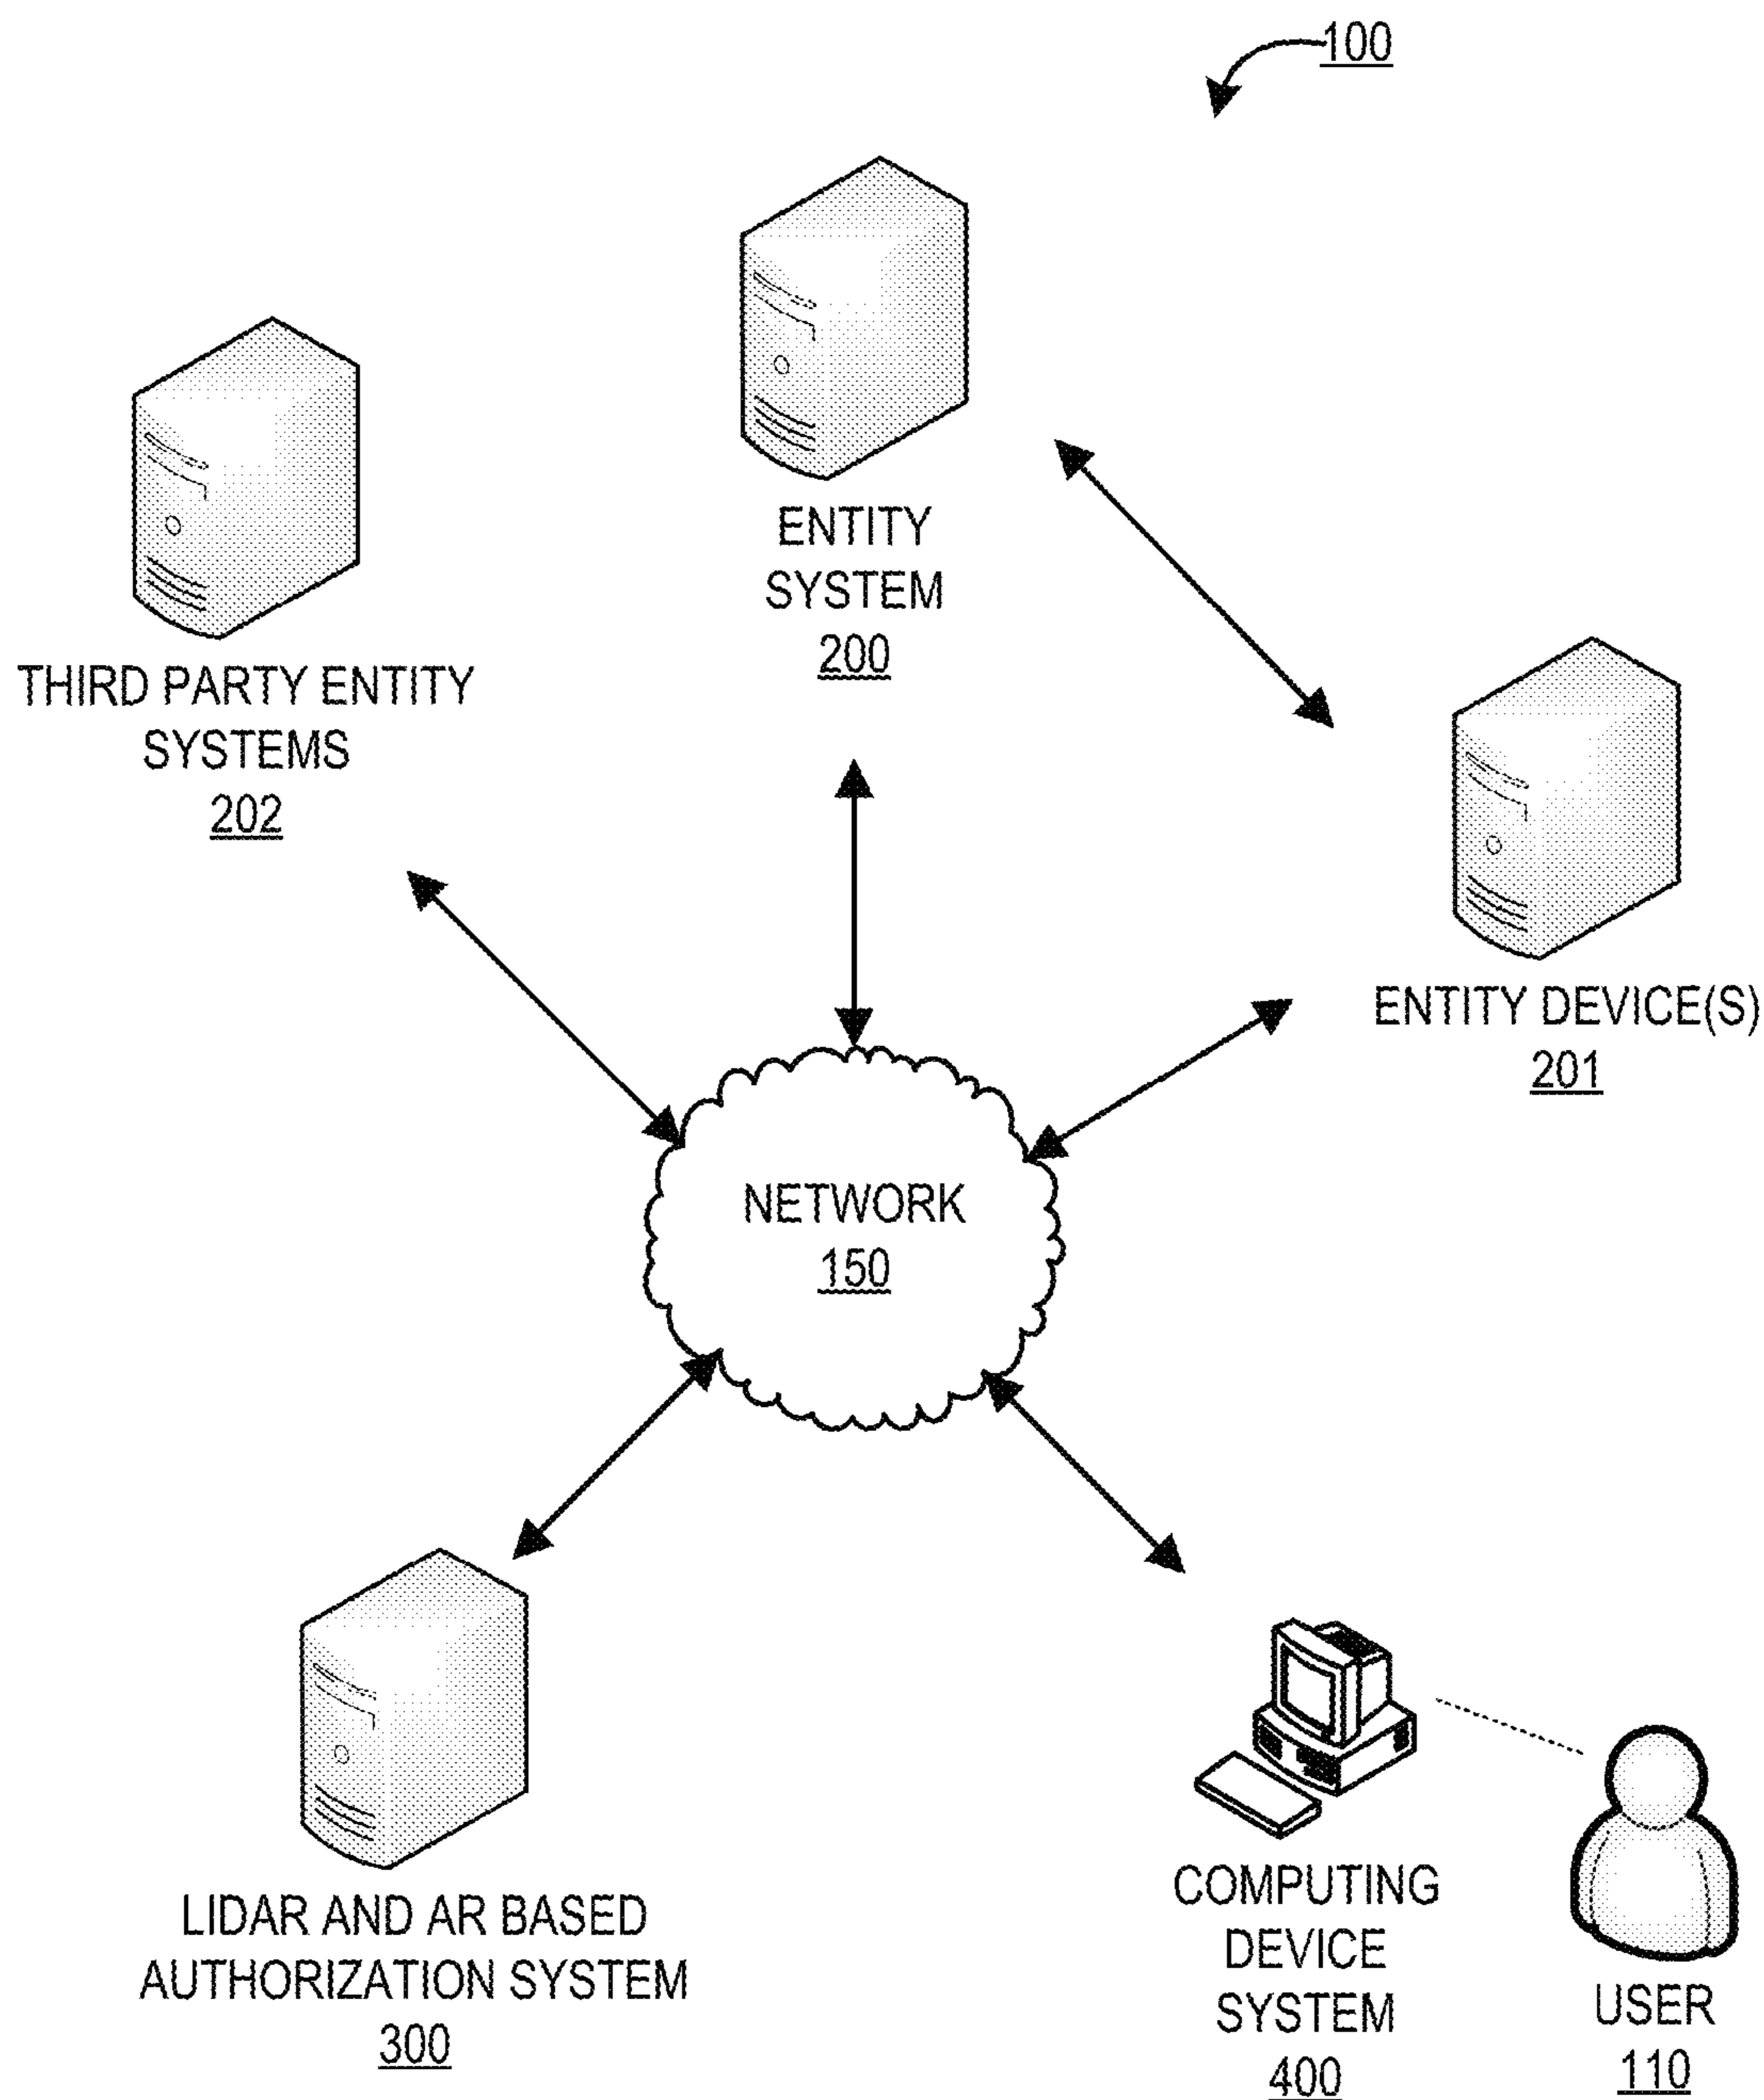 100
ENTITY
SYSTEM
200
THIRD PARTY ENTITY
SYSTEMS
202
ENTITY DEVICE(S)
201
NETWORK
150
LIDAR AND AR BASED
AUTHORIZATION SYSTEM
300
COMPUTING
DEVICE
SYSTEM
400
USER
110